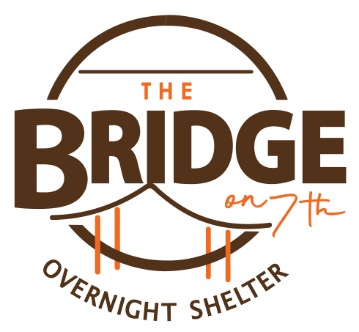 THE
BRIDGE
on 7th
OVERNIGHT SHELTER